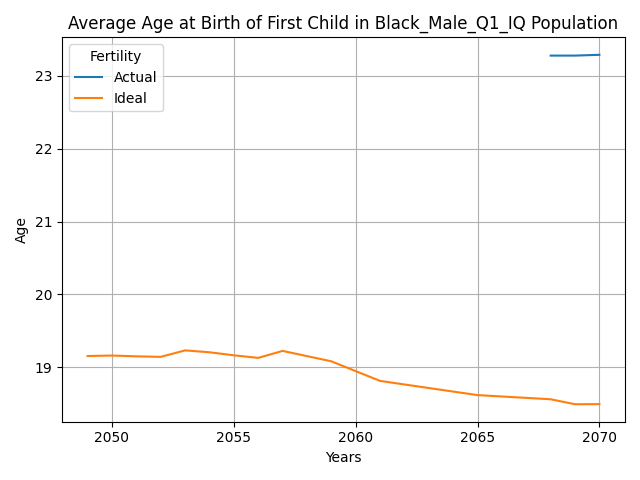 Average Age at Birth of First Child in Black_Male_Q1_IQ Population
Fertility
Actual
Ideal
23
22
21
20
19
Age
2050 2055 2060 2065 2070
Years